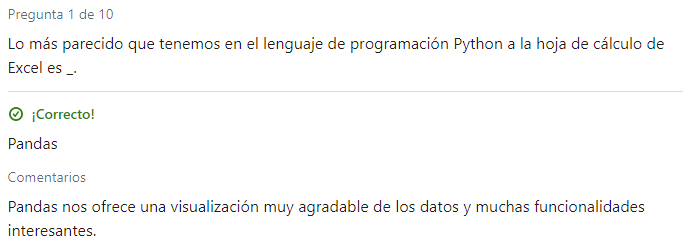 Pregunta 1 de 10
Lo más parecido que tenemos en el lenguaje de programación Python a la hoja de cálculo de
Excel es _.
¡Correcto!
Pandas
Comentarios
Pandas nos ofrece una visualización muy agradable de los datos y muchas funcionalidades
interesantes.